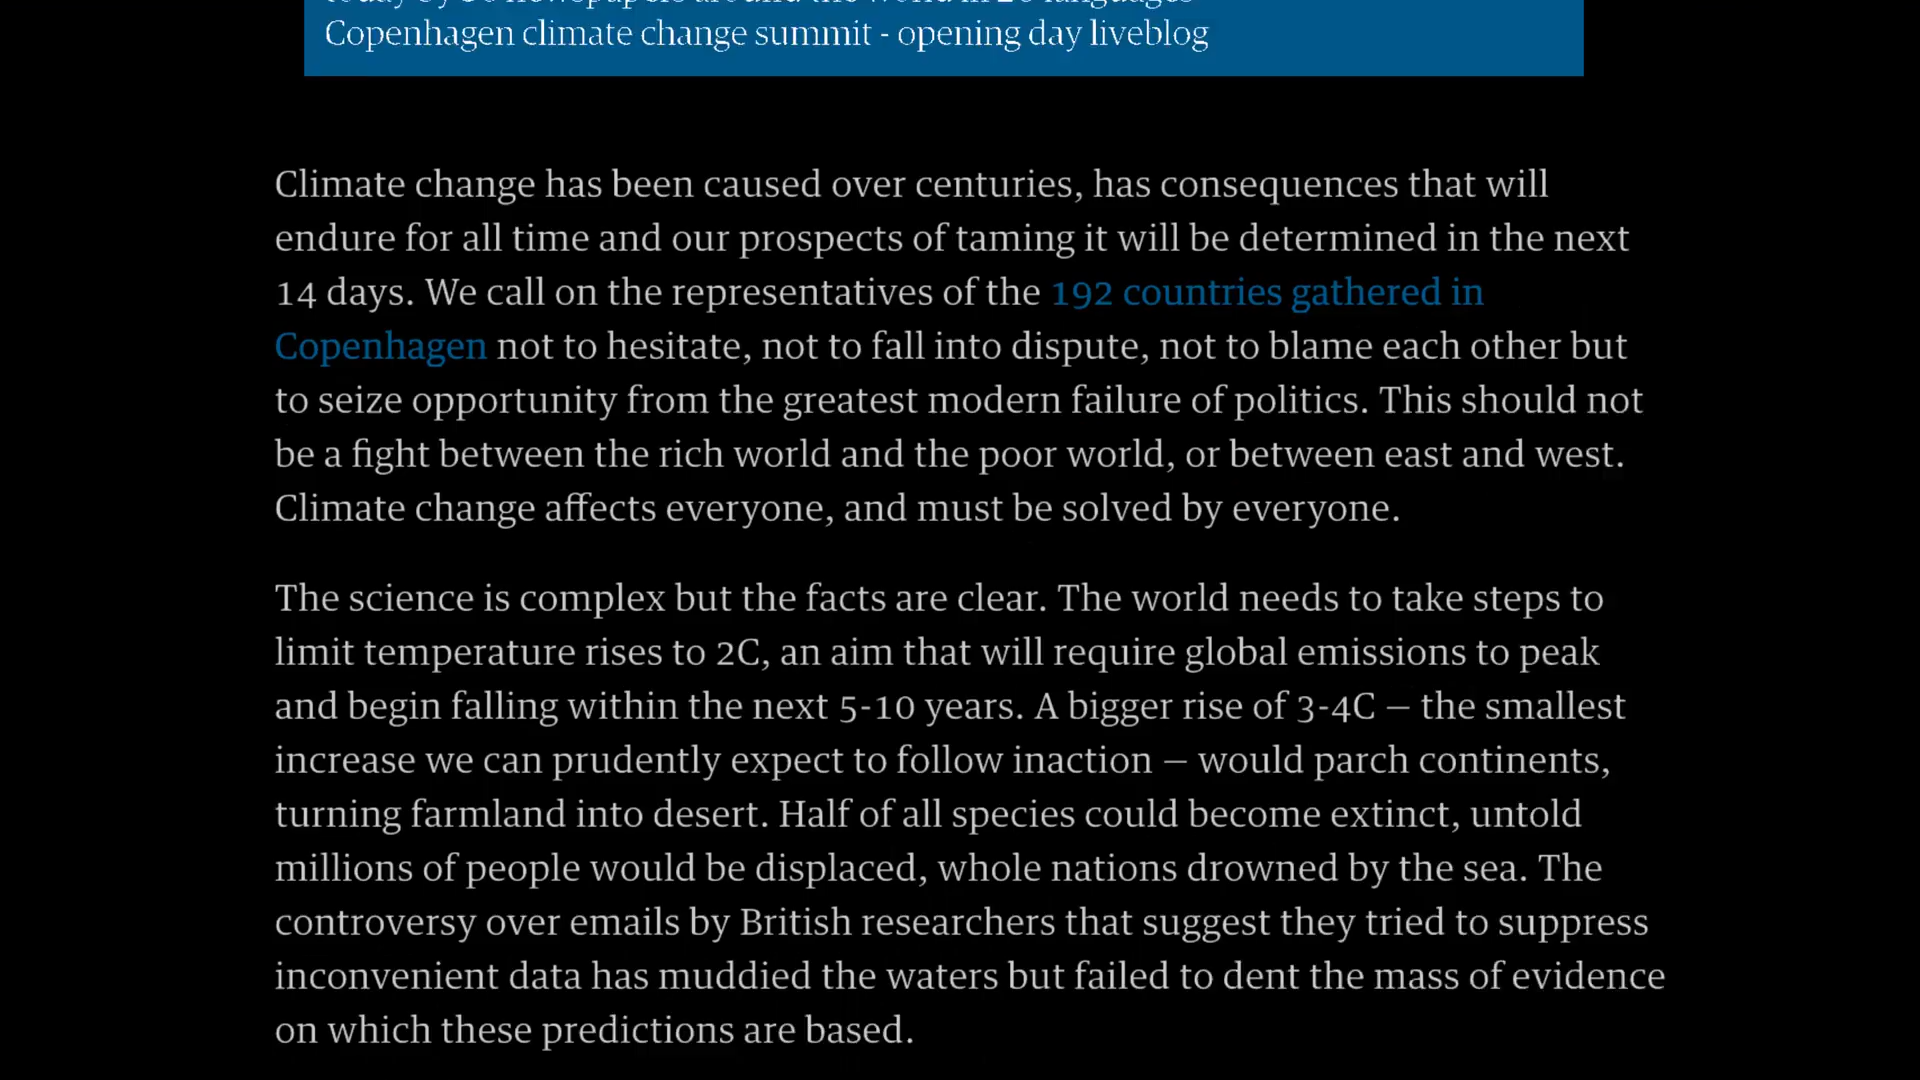 today by 56 newspapers around the world in 20 languages
Copenhagen climate change summit - opening day liveblog
Climate change has been caused over centuries, has consequences that will
endure for all time and our prospects of taming it will be determined in the next
14 days. We call on the representatives of the 192 countries gathered in
Copenhagen not to hesitate, not to fall into dispute, not to blame each other but
to seize opportunity from the greatest modern failure of politics. This should not
be a fight between the rich world and the poor world, or between east and west.
Climate change affects everyone, and must be solved by everyone.
The science is complex but the facts are clear. The world needs to take steps to
limit temperature rises to 2C, an aim that will require global emissions to peak
and begin falling within the next 5-10 years. A bigger rise of 3-4C — the smallest
increase we can prudently expect to follow inaction — would parch continents,
turning farmland into desert. Half of all species could become extinct, untold
millions of people would be displaced, whole nations drowned by the sea. The
controversy over emails by British researchers that suggest they tried to suppress
inconvenient data has muddied the waters but failed to dent the mass of evidence
on which these predictions are based.